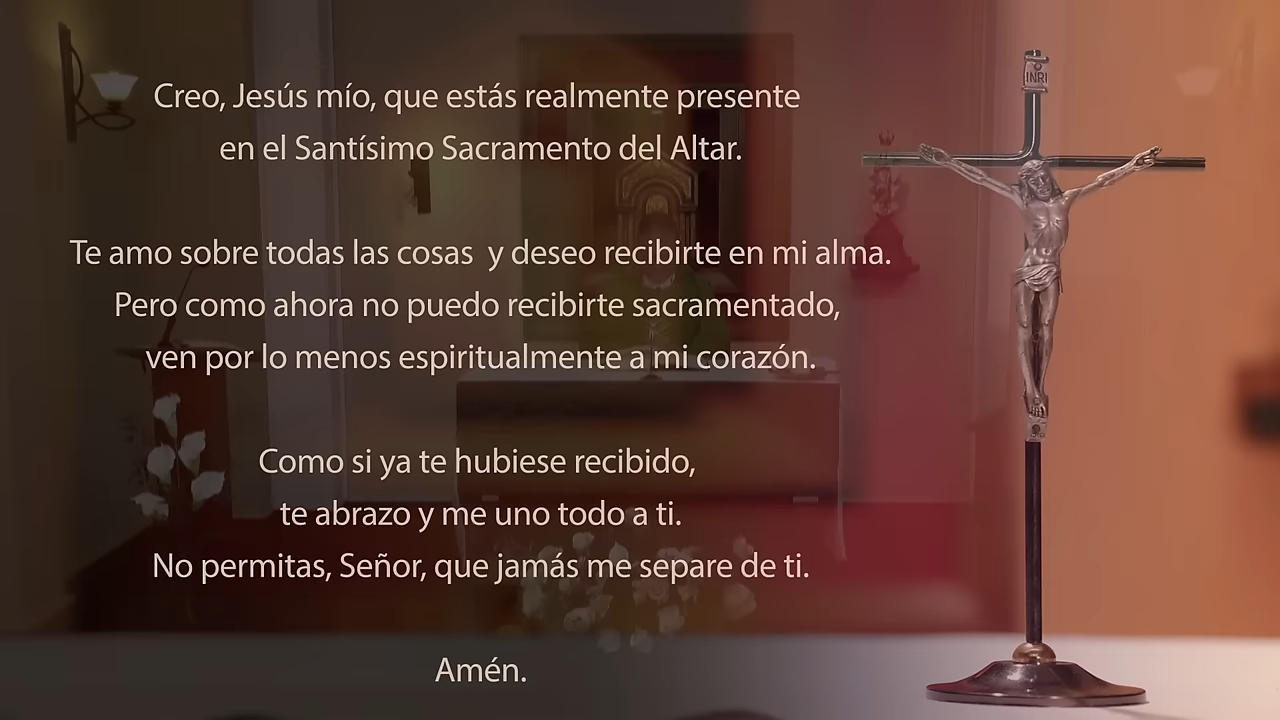 Creo, Jesús mío, que estás realmente presente
en el Santísimo Sacramento del Altar.
Te amo sobre todas las cosas  y deseo recibirte en mi alma.
Pero como ahora no puedo recibirte sacramentado,
ven por lo menos espiritualmente a mi corazón.
Como si ya te hubiese recibido,
te abrazo y me uno todo a ti.
No permitas, Señor, que jamás me separe de ti.
Amén.
INRI